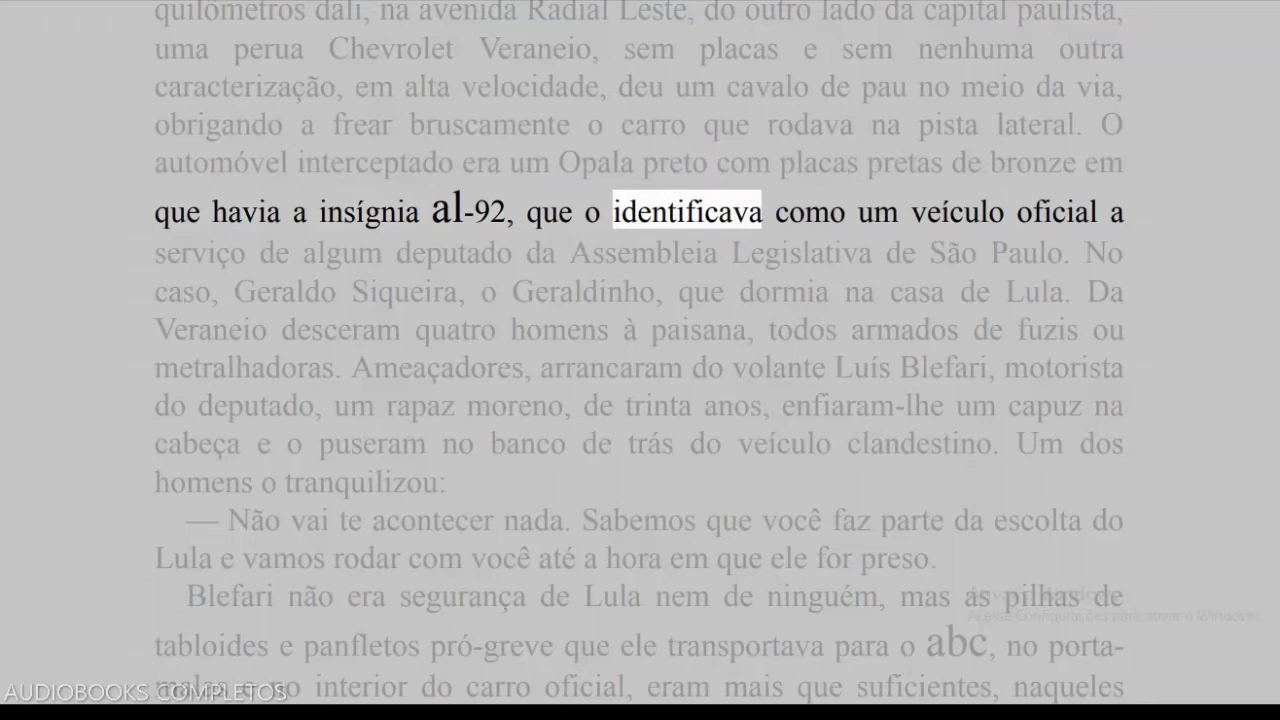 quilômetros dali, na avenida Radial Leste, do outro lado da capital paulista,
uma perua Chevrolet Veraneio, sem placas e sem nenhuma outra
caracterização, em alta velocidade, deu um cavalo de pau no meio da via,
obrigando a frear bruscamente o carro que rodava na pista lateral. O
automóvel interceptado era um Opala preto com placas pretas de bronze em
que havia a insígnia al-92, que o identificava como um veículo oficial a
serviço de algum deputado da Assembleia Legislativa de São Paulo. No
caso, Geraldo Siqueira, o Geraldinho, que dormia na casa de Lula. Da
Veraneio desceram quatro homens à paisana, todos armados de fuzis ou
metralhadoras. Ameaçadores, arrancaram do volante Luís Blefari, motorista
do deputado, um rapaz moreno, de trinta anos, enfiaram-lhe um capuz na
cabeça e o puseram no banco de trás do veículo clandestino. Um dos
homens o tranquilizou:
— Não vai te acontecer nada. Sabemos que você faz parte da escolta do
Lula e vamos rodar com você até a hora em que ele for preso.
Blefari não era segurança de Lula nem de ninguém, mas as pilhas de
Acesse Configurações para ativar o Windows.
tabloides e panfletos pró-greve que ele transportava para o abc, no porta-
no interior do carro oficial, eram mais que suficientes, naqueles
AUDIOBOOKS COMPLETOS